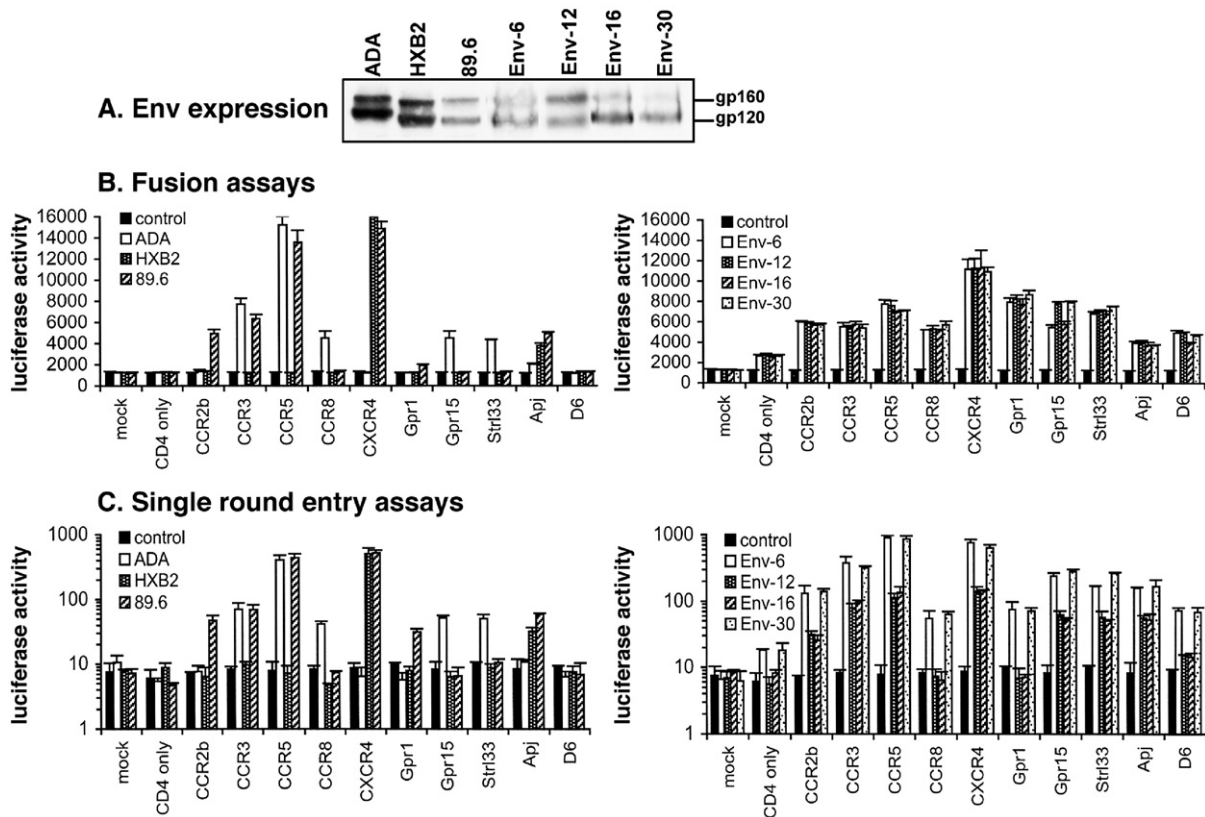 ADA HXB2 89.6 Env-6 Env-12 Env-16 Env-30
A. Env expression
gp160
gp120
B. Fusion assays
luciferase activity
16000
14000
12000
10000
8000
6000
4000
2000
0
control
ADA
HXB2
89.6
mock CD4 only CCR2b CCR3 CCR5 CCR8 CXCR4 Gpr1 Gpr15 Strl33 Apj D6
luciferase activity
16000
14000
12000
10000
8000
6000
4000
2000
0
control
Env-6
Env-12
Env-16
Env-30
mock CD4 only CCR2b CCR3 CCR5 CCR8 CXCR4 Gpr1 Gpr15 Strl33 Apj D6
C. Single round entry assays
luciferase activity
1000
100
10
1
control
ADA
HXB2
89.6
mock CD4 only CCR2b CCR3 CCR5 CCR8 CXCR4 Gpr1 Gpr15 Strl33 Apj D6
luciferase activity
1000
100
10
1
control
Env-6
Env-12
Env-16
Env-30
mock CD4 only CCR2b CCR3 CCR5 CCR8 CXCR4 Gpr1 Gpr15 Strl33 Apj D6